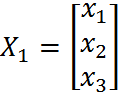 X₁ = [x₁
x₂
x₃]